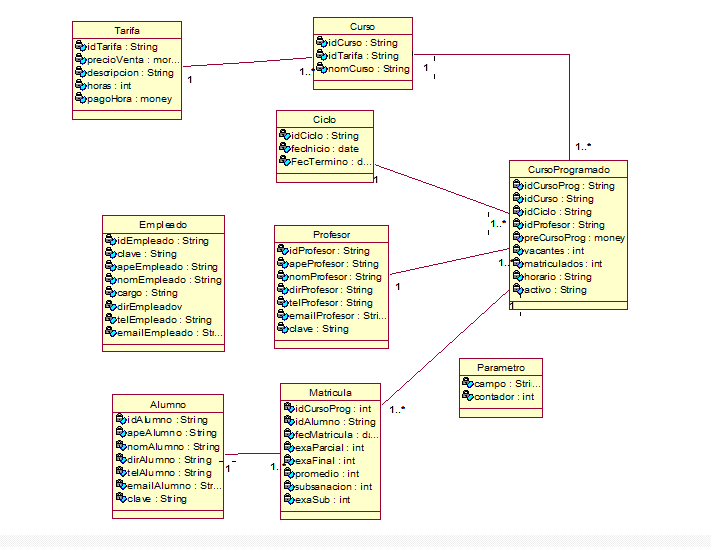 Tarifa
idTarifa : String
precioVenta : mor...
descripcion : String
horas : int
pagoHora : money
1
1..*
Curso
idCurso : String
idTarifa : String
nomCurso : String
1
1..*
Ciclo
idCiclo : String
fecInicio : date
FecTermino : d...
1
1..*
CursoProgramado
idCursoProg : String
idCurso : String
idCiclo : String
idProfesor : String
preCursoProg : money
vacantes : int
matriculados : int
horario : String
activo : String
Empleado
idEmpleado : String
clave : String
apeEmpleado : String
nomEmpleado : String
cargo : String
dirEmpleadov
telEmpleado : String
emailEmpleado : St...
Profesor
idProfesor : String
apeProfesor : String
nomProfesor : String
dirProfesor : String
telProfesor : String
emailProfesor : Stri...
clave : String
1
1..
1
1..*
Parametro
campo : Stri...
contador : int
Alumno
idAlumno : String
apeAlumno : String
nomAlumno : String
dirAlumno : String
telAlumno : String
emailAlumno : Str...
clave : String
1
1..
Matricula
idCursoProg : int
idAlumno : String
fecMatricula : d...
exaParcial : int
exaFinal : int
promedio : int
subsanacion : int
exaSub : int